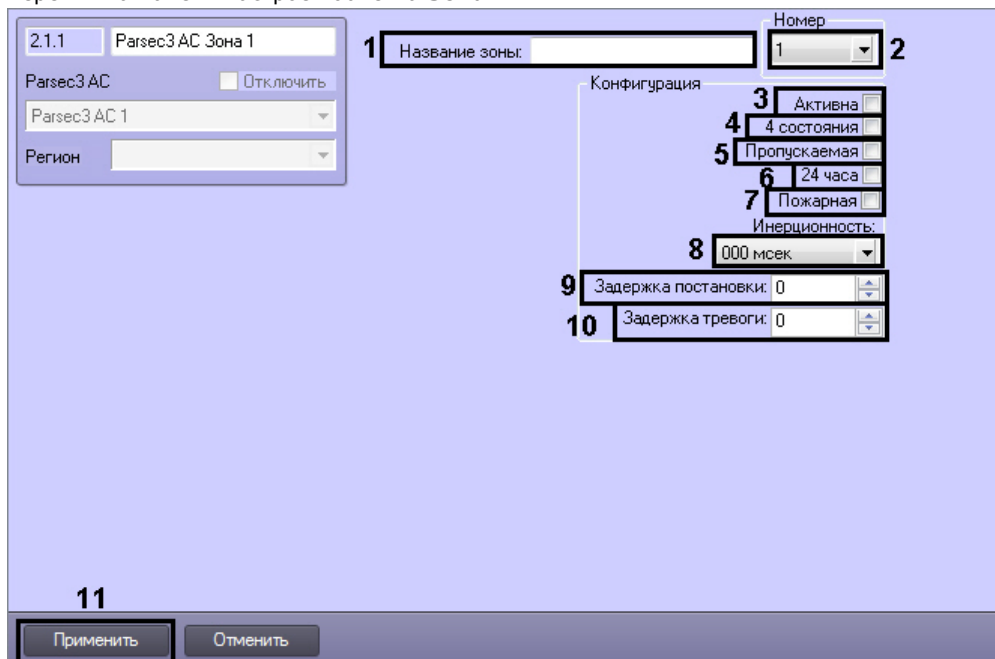 2.1.1 Parsec3 AC Зона 1
Parsec3 AC Отключить
Parsec3 AC 1
Регион
1 Название зоны:
Номер
1 2
Конфигурация
3 Активна
4 4 состояния
5 Пропускаемая
6 24 часа
7 Пожарная
Инерционность:
8 000 мсек
9 Задержка постановки: 0
10 Задержка тревоги: 0
11
Применить Отменить